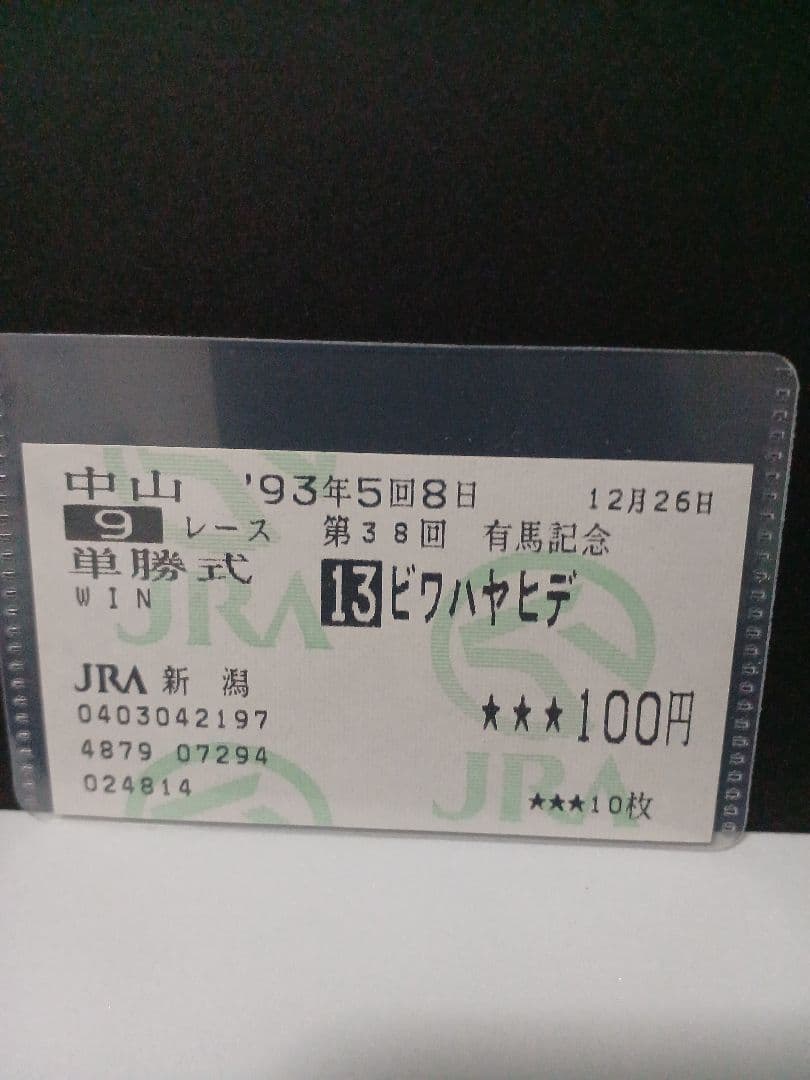 中山 '93年5回8日 12月26日
9 レース 第38回 有馬記念
単勝式 13 ビワハヤヒデ
WIN
JRA 新潟
0403042197 ★★★100円
4879 07294
024814 ★★★10枚
JRA
JRA